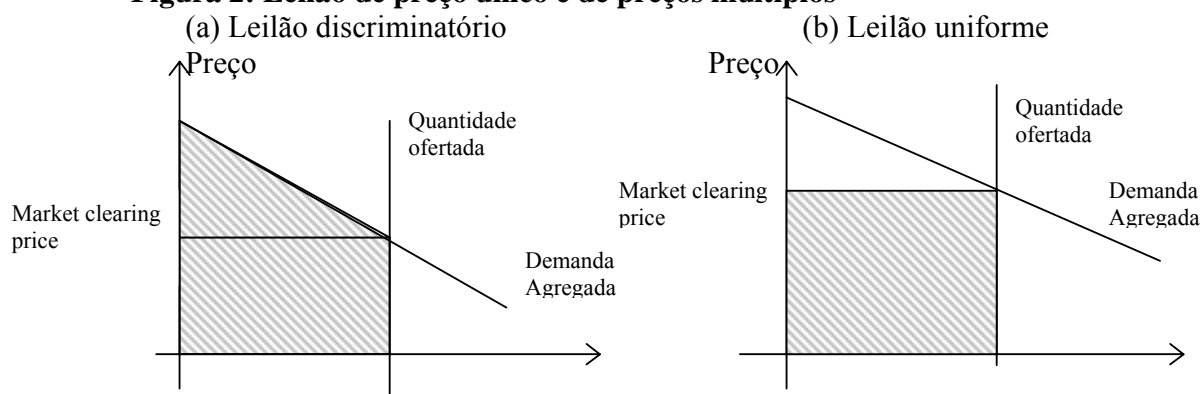 Figura 2: Leilão de preço único e de preços múltiplos
(a) Leilão discriminatório
Preço
Quantidade
ofertada
Market clearing
price
Demanda
Agregada
(b) Leilão uniforme
Preço
Quantidade
ofertada
Market clearing
price
Demanda
Agregada